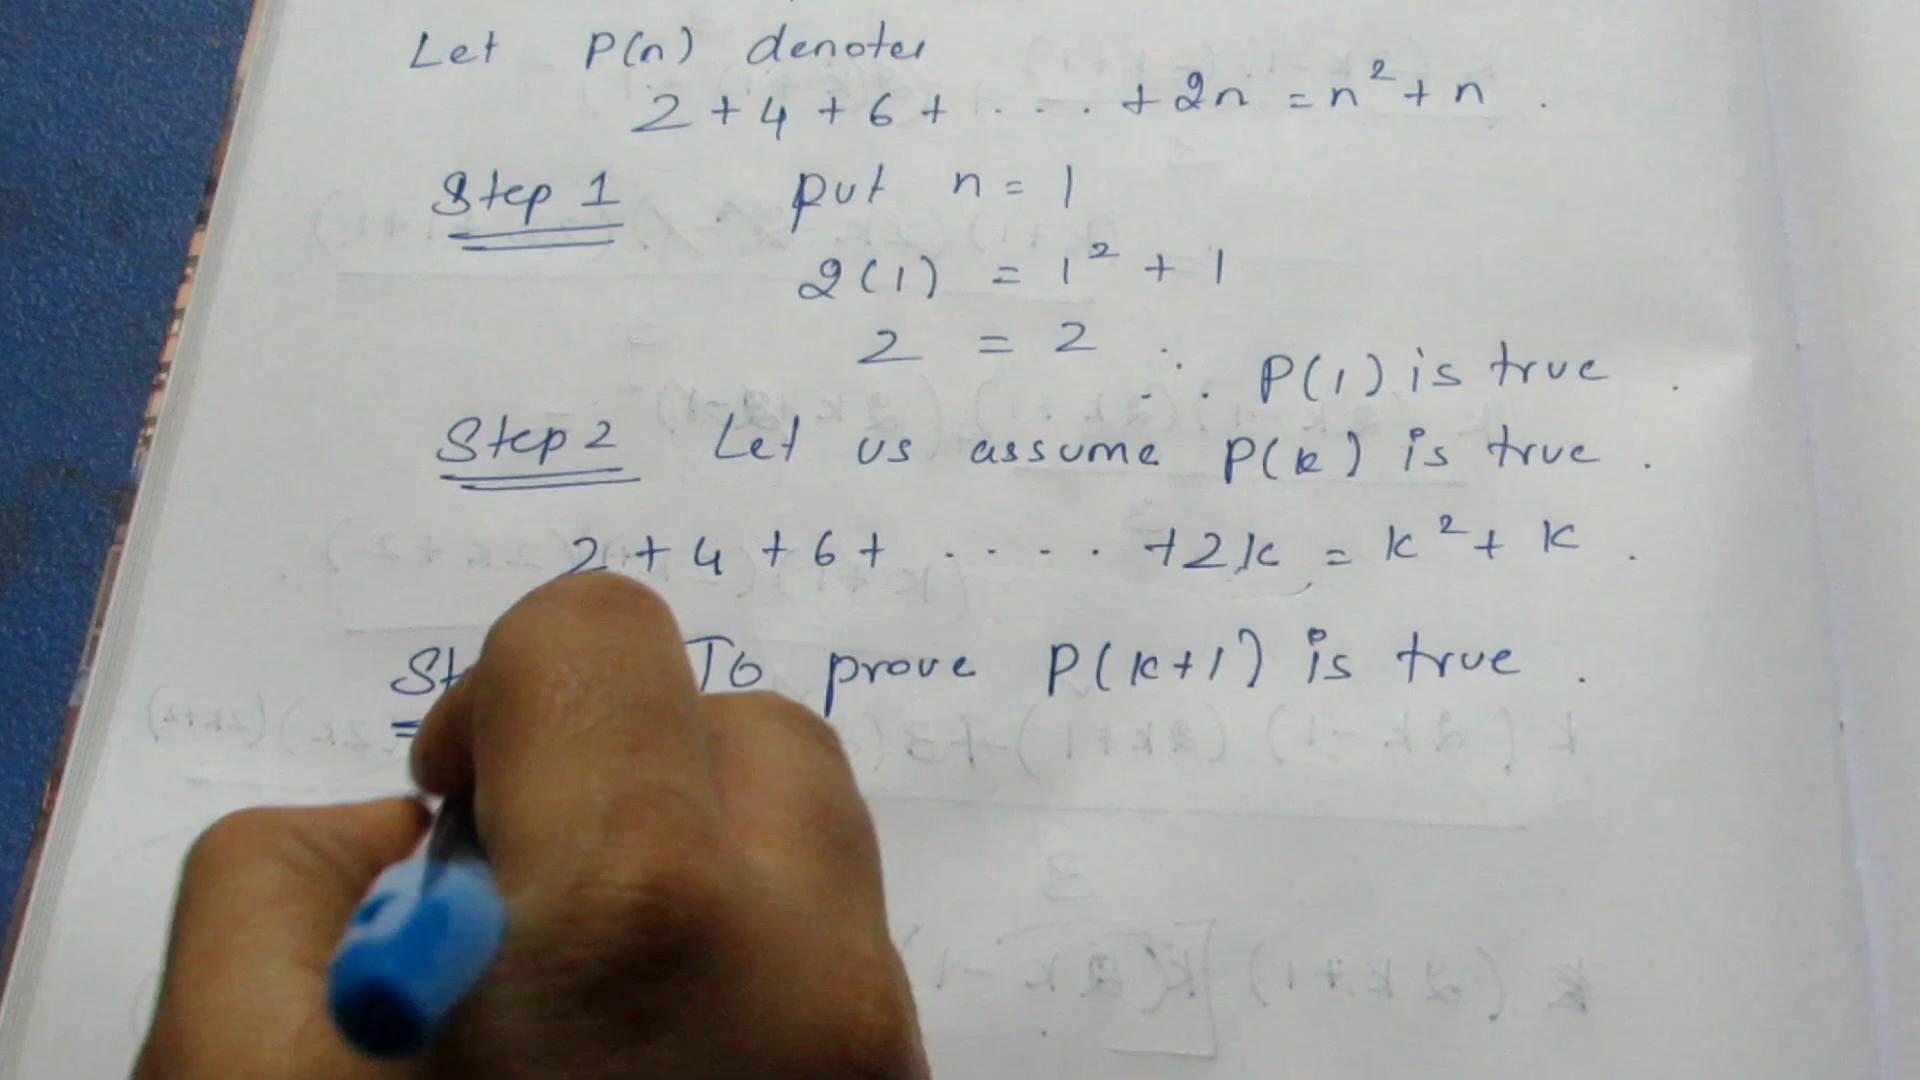 Let P(n) denotes
2 + 4 + 6 + . . . . + 2n = n² + n .
Step 1 put n = 1
2(1) = 1² + 1
2 = 2 ∴ P(1) is true .
Step 2 Let us assume P(k) is true .
2 + 4 + 6 + . . . . + 2k = k² + k .
To prove P(k+1) is true .